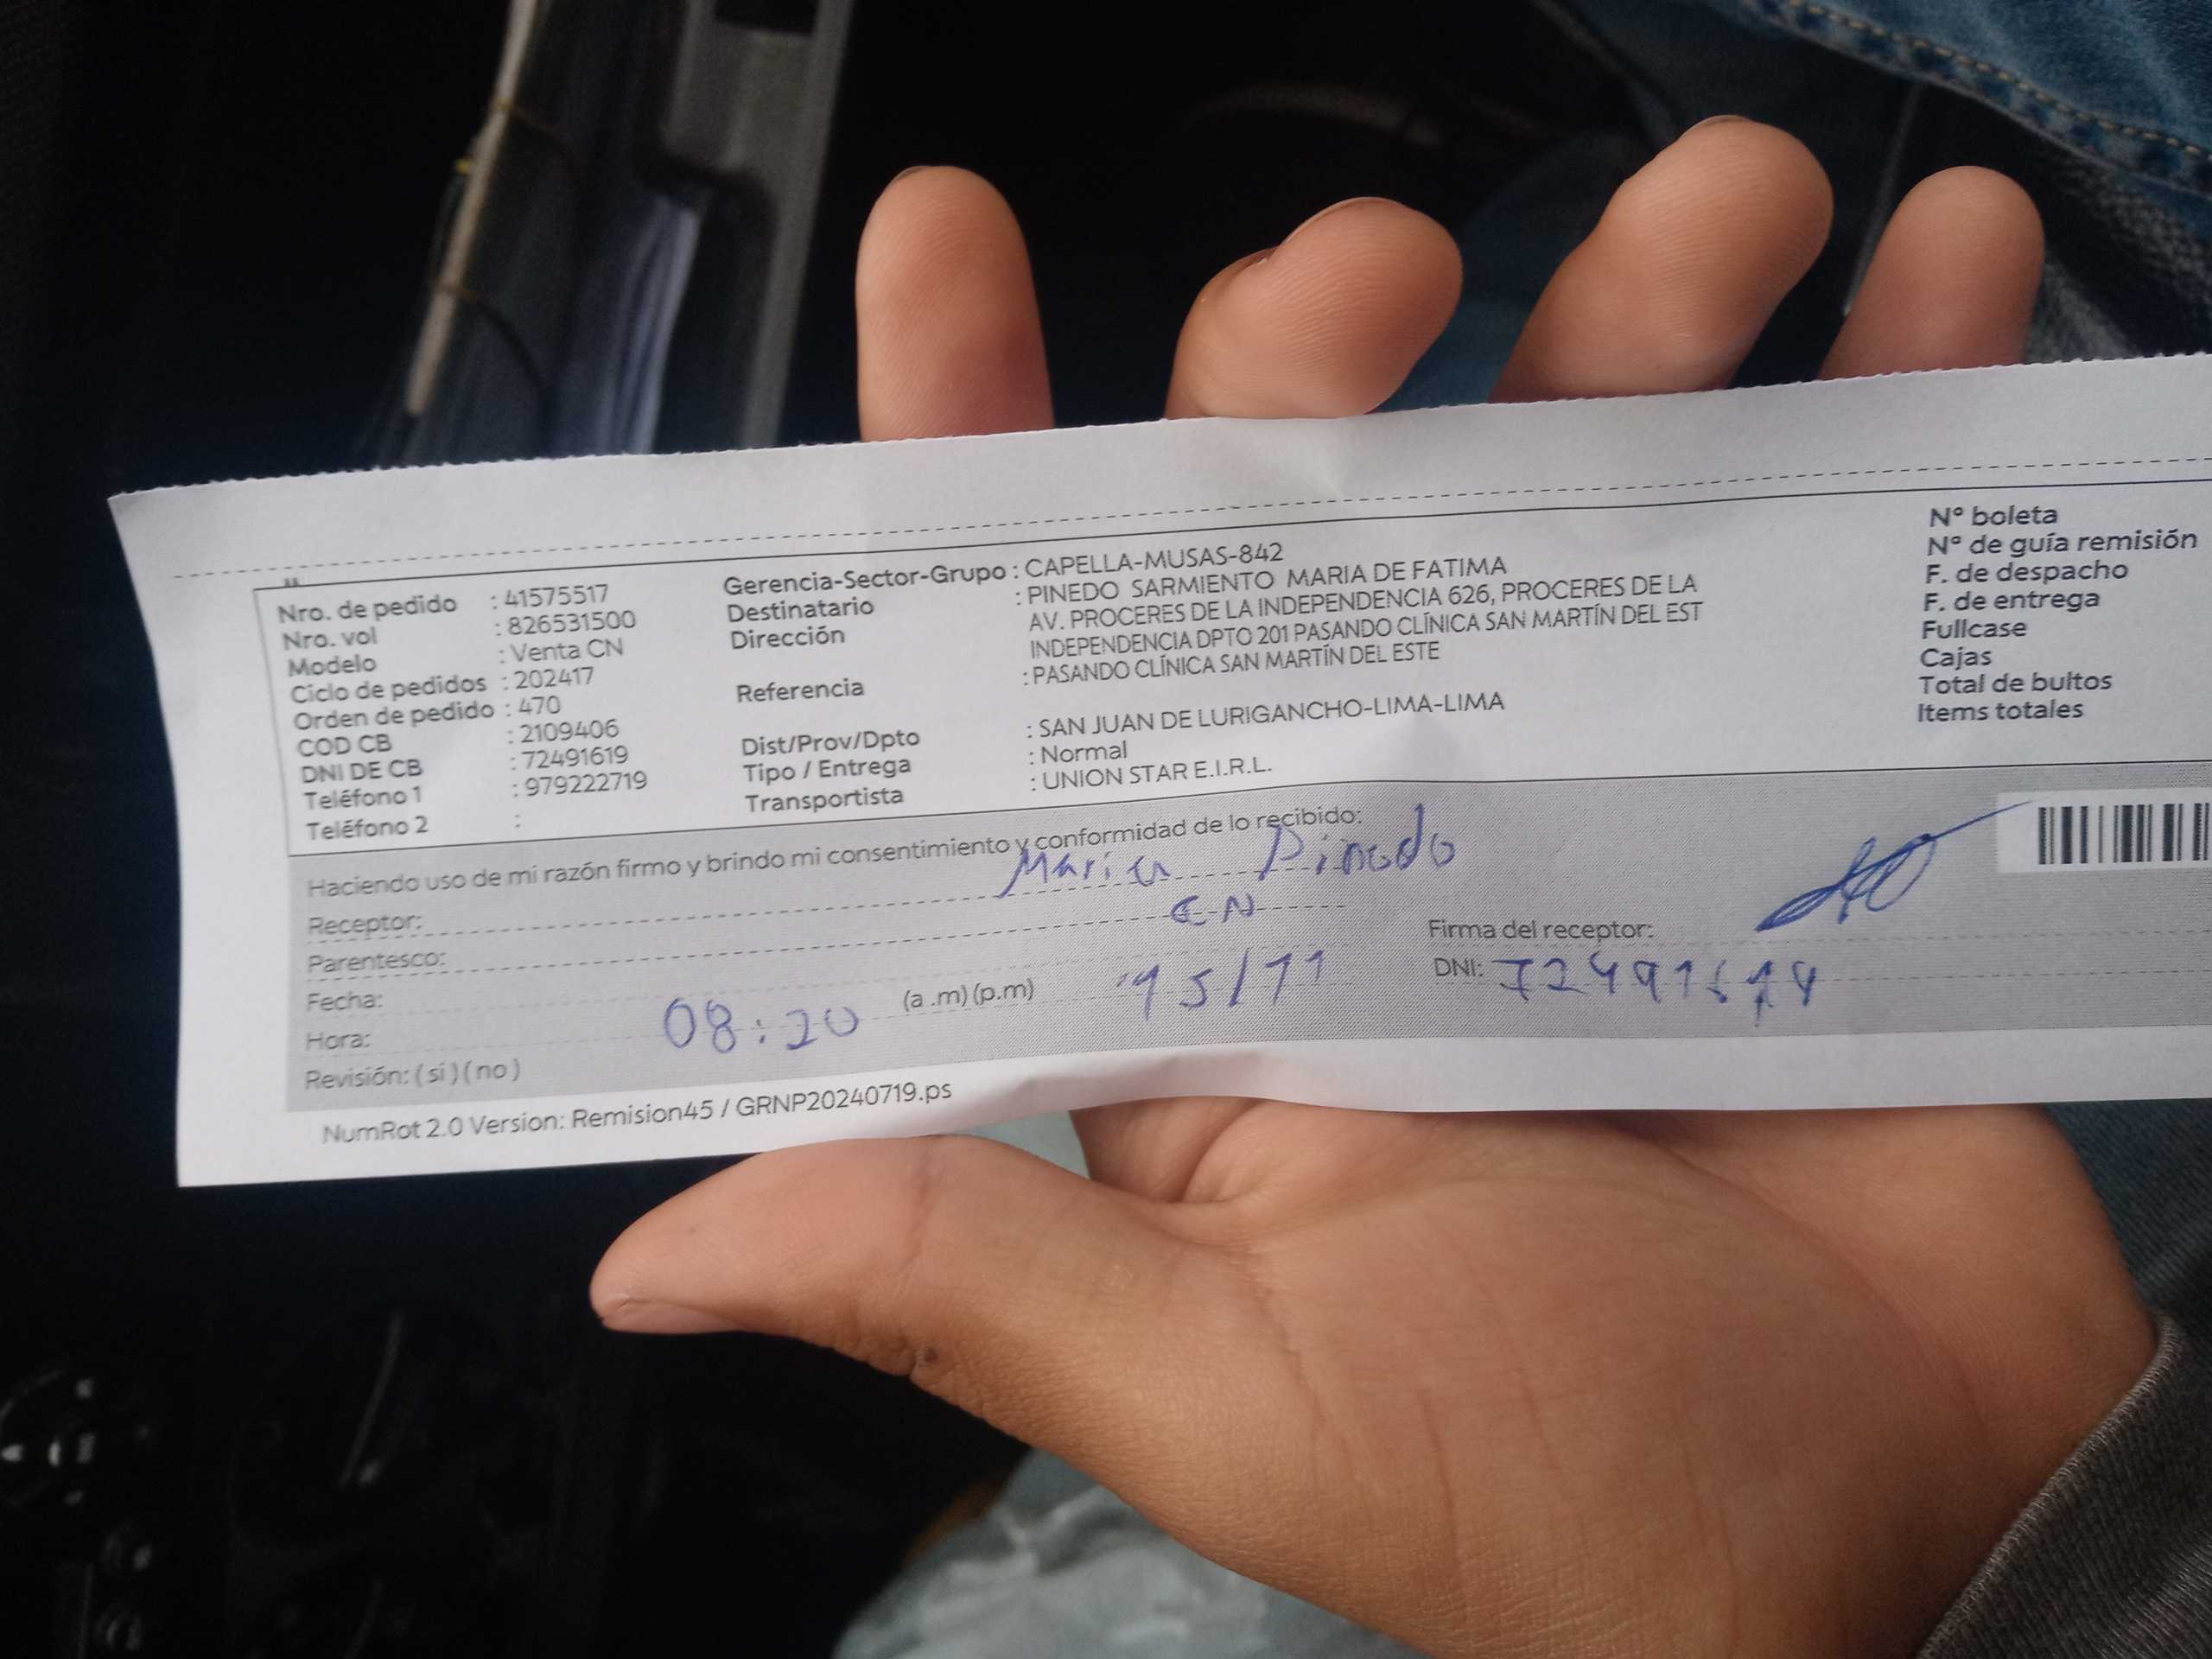 Nro. de pedido : 41575517
Nro. vol : 826531500
Modelo : Venta CN
Ciclo de pedidos : 202417
Orden de pedido : 470
COD CB : 2109406
DNI DE CB : 72491619
Teléfono 1 : 979222719
Teléfono 2 :
Gerencia-Sector-Grupo : CAPELLA-MUSAS-842
Destinatario : PINEDO SARMIENTO MARIA DE FATIMA
Dirección AV. PROCERES DE LA INDEPENDENCIA 626, PROCERES DE LA
INDEPENDENCIA DPTO 201 PASANDO CLÍNICA SAN MARTÍN DEL EST
Referencia : PASANDO CLÍNICA SAN MARTÍN DEL ESTE
Dist/Prov/Dpto : SAN JUAN DE LURIGANCHO-LIMA-LIMA
Tipo / Entrega : Normal
Transportista : UNION STAR E.I.R.L.
N° boleta
N° de guía remisión
F. de despacho
F. de entrega
Fullcase
Cajas
Total de bultos
Items totales
Haciendo uso de mi razón firmo y brindo mi consentimiento y conformidad de lo recibido:
Receptor: Maria Pinedo
Parentesco: CN
Fecha: 15/11
Hora: 08:20 (a .m) (p.m)
Revisión: ( si ) ( no )
Firma del receptor:
DNI:
NumRot 2.0 Version: Remision45 / GRNP20240719.ps